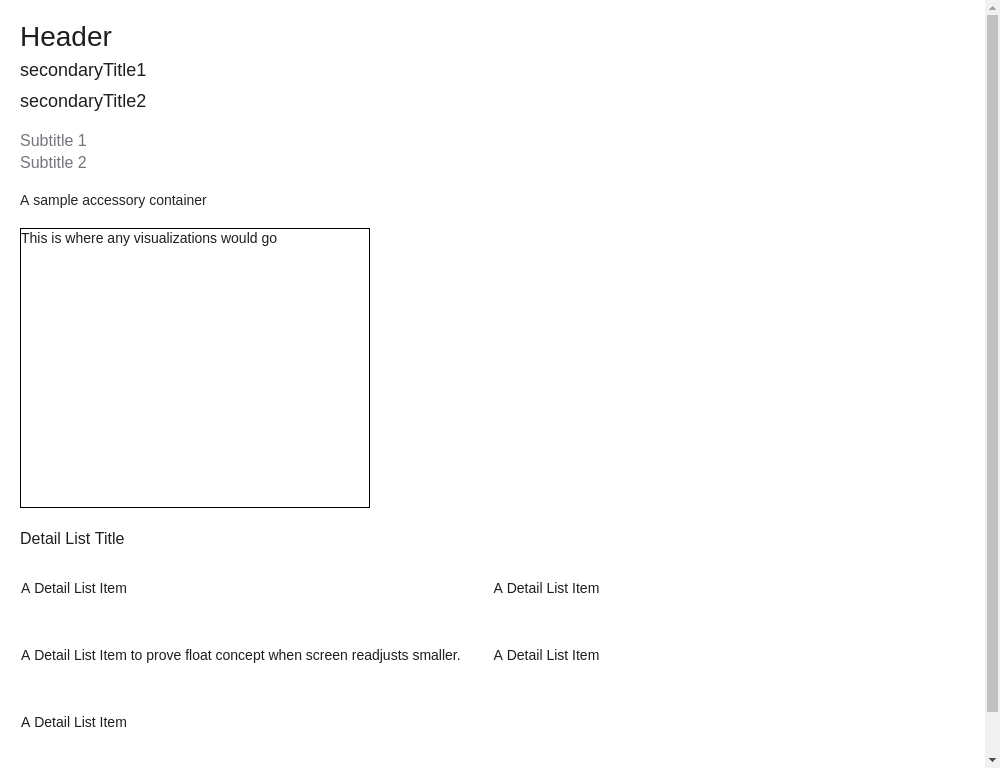 Header
secondaryTitle1
secondaryTitle2
Subtitle 1
Subtitle 2
A sample accessory container
This is where any visualizations would go
Detail List Title
A Detail List Item
A Detail List Item
A Detail List Item to prove float concept when screen readjusts smaller.
A Detail List Item
A Detail List Item